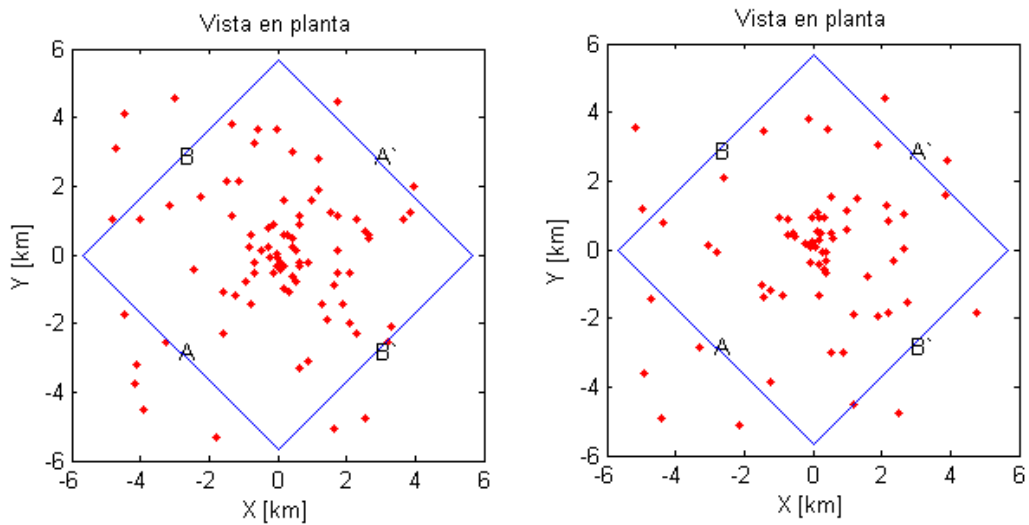 Vista en planta
6
4
2
0
-2
-4
-6
-6 -4 -2 0 2 4 6
Y [km]
X [km]
B
A`
A
B`
Vista en planta
6
4
2
0
-2
-4
-6
-6 -4 -2 0 2 4 6
Y [km]
X [km]
B
A`
A
B`